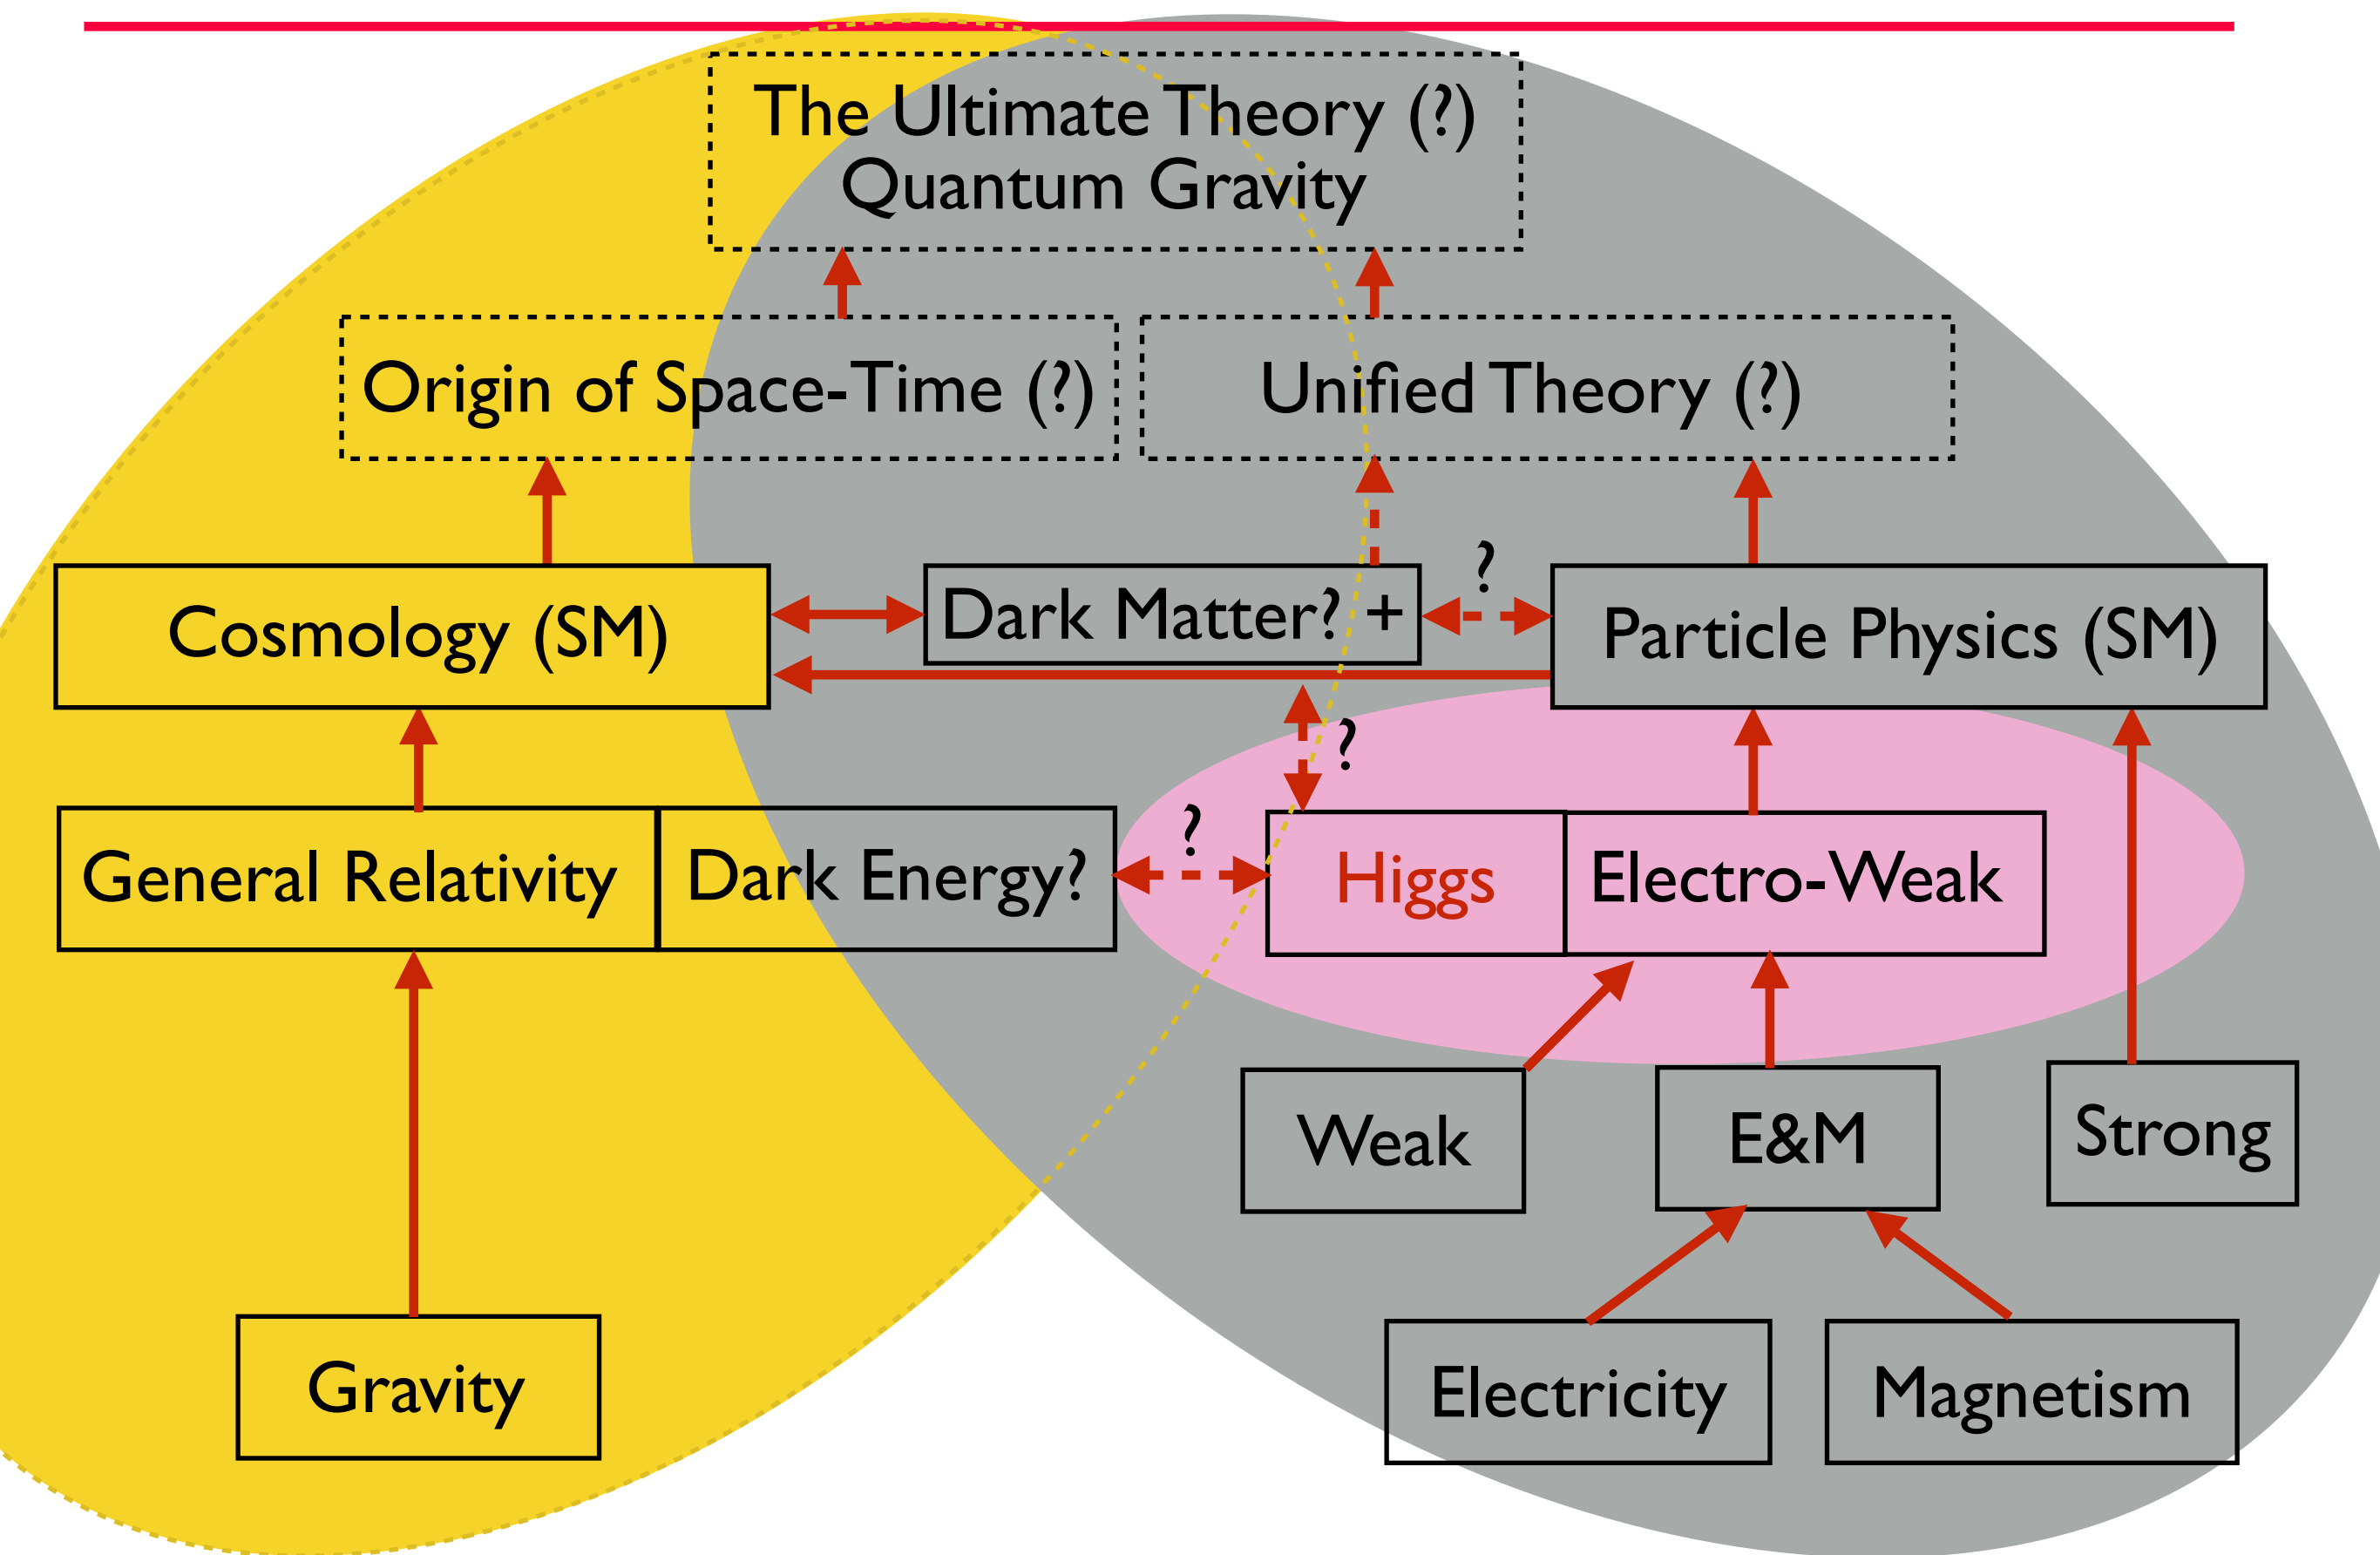 The Ultimate Theory (?)
Quantum Gravity
Origin of Space-Time (?)
Unified Theory (?)
Cosmology (SM)
Dark Matter? +
?
Particle Physics (SM)
?
General Relativity
Dark Energy?
?
Higgs
Electro-Weak
Weak
E&M
Strong
Gravity
Electricity
Magnetism